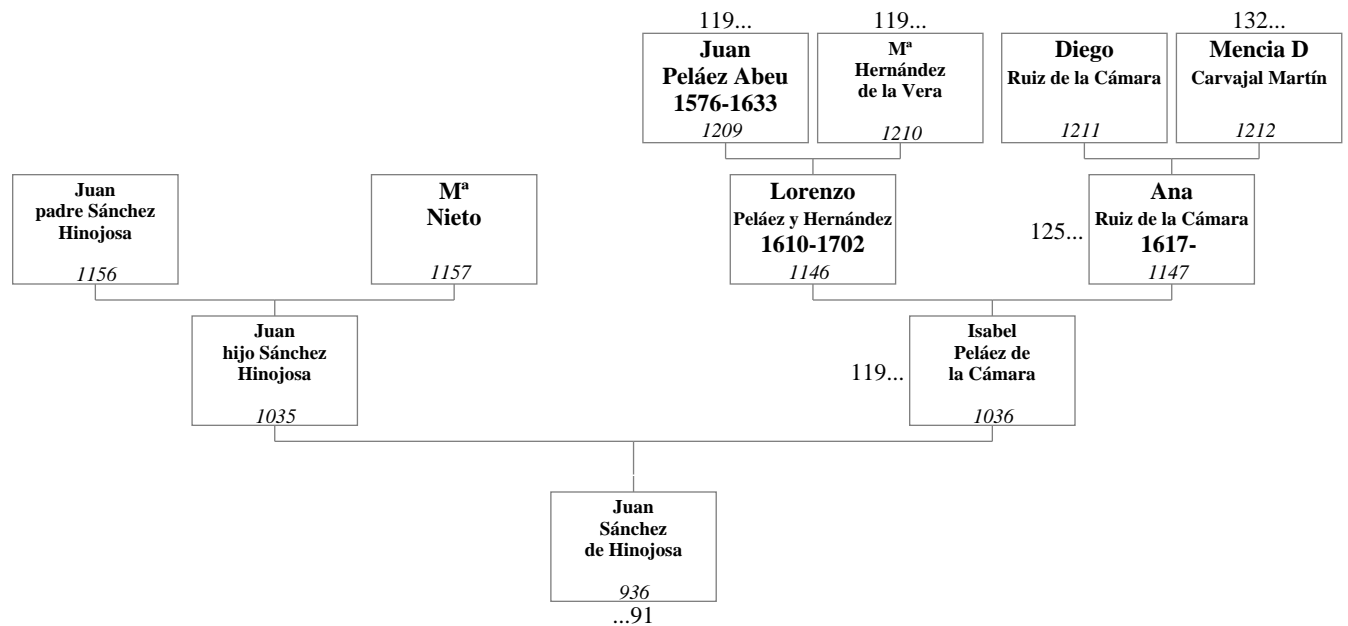 119...
119...
132...
Juan
Peláez Abeu
1576-1633
1209
Mª
Hernández
de la Vera
1210
Diego
Ruiz de la Cámara
1211
Mencia D
Carvajal Martín
1212
Juan
padre Sánchez
Hinojosa
1156
Mª
Nieto
1157
Lorenzo
Peláez y Hernández
1610-1702
1146
125...
Ana
Ruiz de la Cámara
1617-
1147
Juan
hijo Sánchez
Hinojosa
1035
119...
Isabel
Peláez de
la Cámara
1036
Juan
Sánchez
de Hinojosa
936
...91